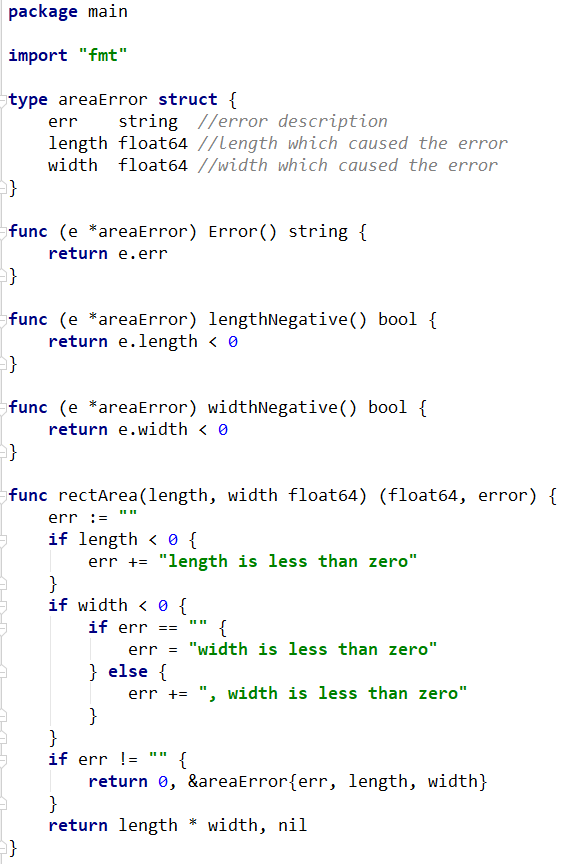 package main
import "fmt"
type areaError struct {
    err    string  //error description
    length float64 //length which caused the error
    width  float64 //width which caused the error
}
func (e *areaError) Error() string {
    return e.err
}
func (e *areaError) lengthNegative() bool {
    return e.length < 0
}
func (e *areaError) widthNegative() bool {
    return e.width < 0
}
func rectArea(length, width float64) (float64, error) {
    err := ""
    if length < 0 {
        err += "length is less than zero"
    }
    if width < 0 {
        if err == "" {
            err = "width is less than zero"
        } else {
            err += ", width is less than zero"
        }
    }
    if err != "" {
        return 0, &areaError{err, length, width}
    }
    return length * width, nil
}